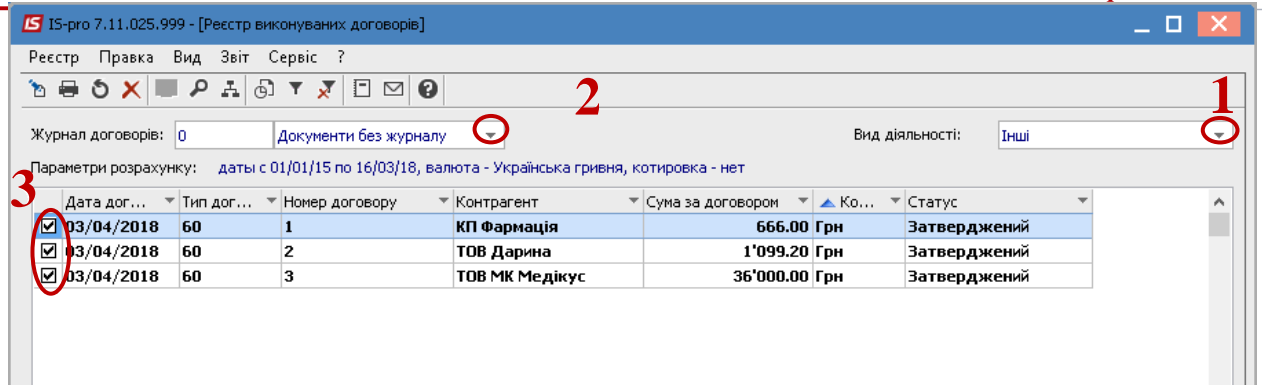 IS IS-pro 7.11.025.999 - [Реєстр виконуваних договорів]
Реєстр Правка Вид Звіт Сервіс ?
2 1
Журнал договорів: 0 Документи без журналу Вид діяльності: Інші
Параметри розрахунку: даты с 01/01/15 по 16/03/18, валюта - Українська гривня, котировка - нет
3
Дата дог... Тип дог... Номер договору Контрагент Сума за договором Ко... Статус
03/04/2018 60 1 КП Фармація 666.00 Грн Затверджений
03/04/2018 60 2 ТОВ Дарина 1'099.20 Грн Затверджений
03/04/2018 60 3 ТОВ МК Медікус 36'000.00 Грн Затверджений